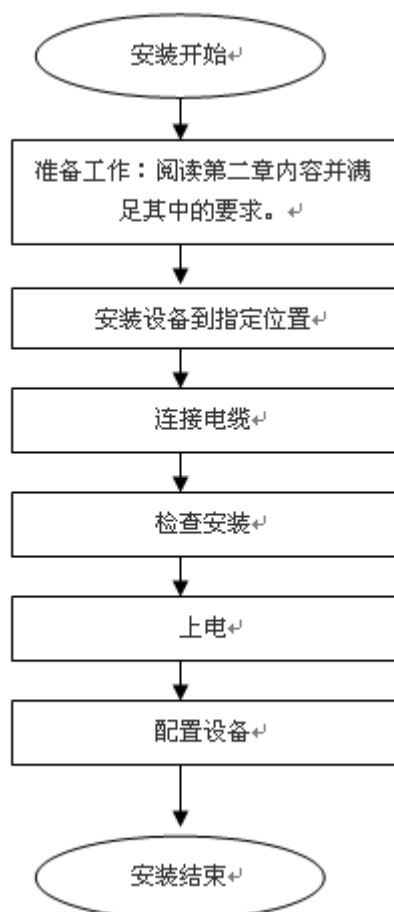 安装开始
准备工作：阅读第二章内容并满
足其中的要求。
安装设备到指定位置
连接电缆
检查安装
上电
配置设备
安装结束